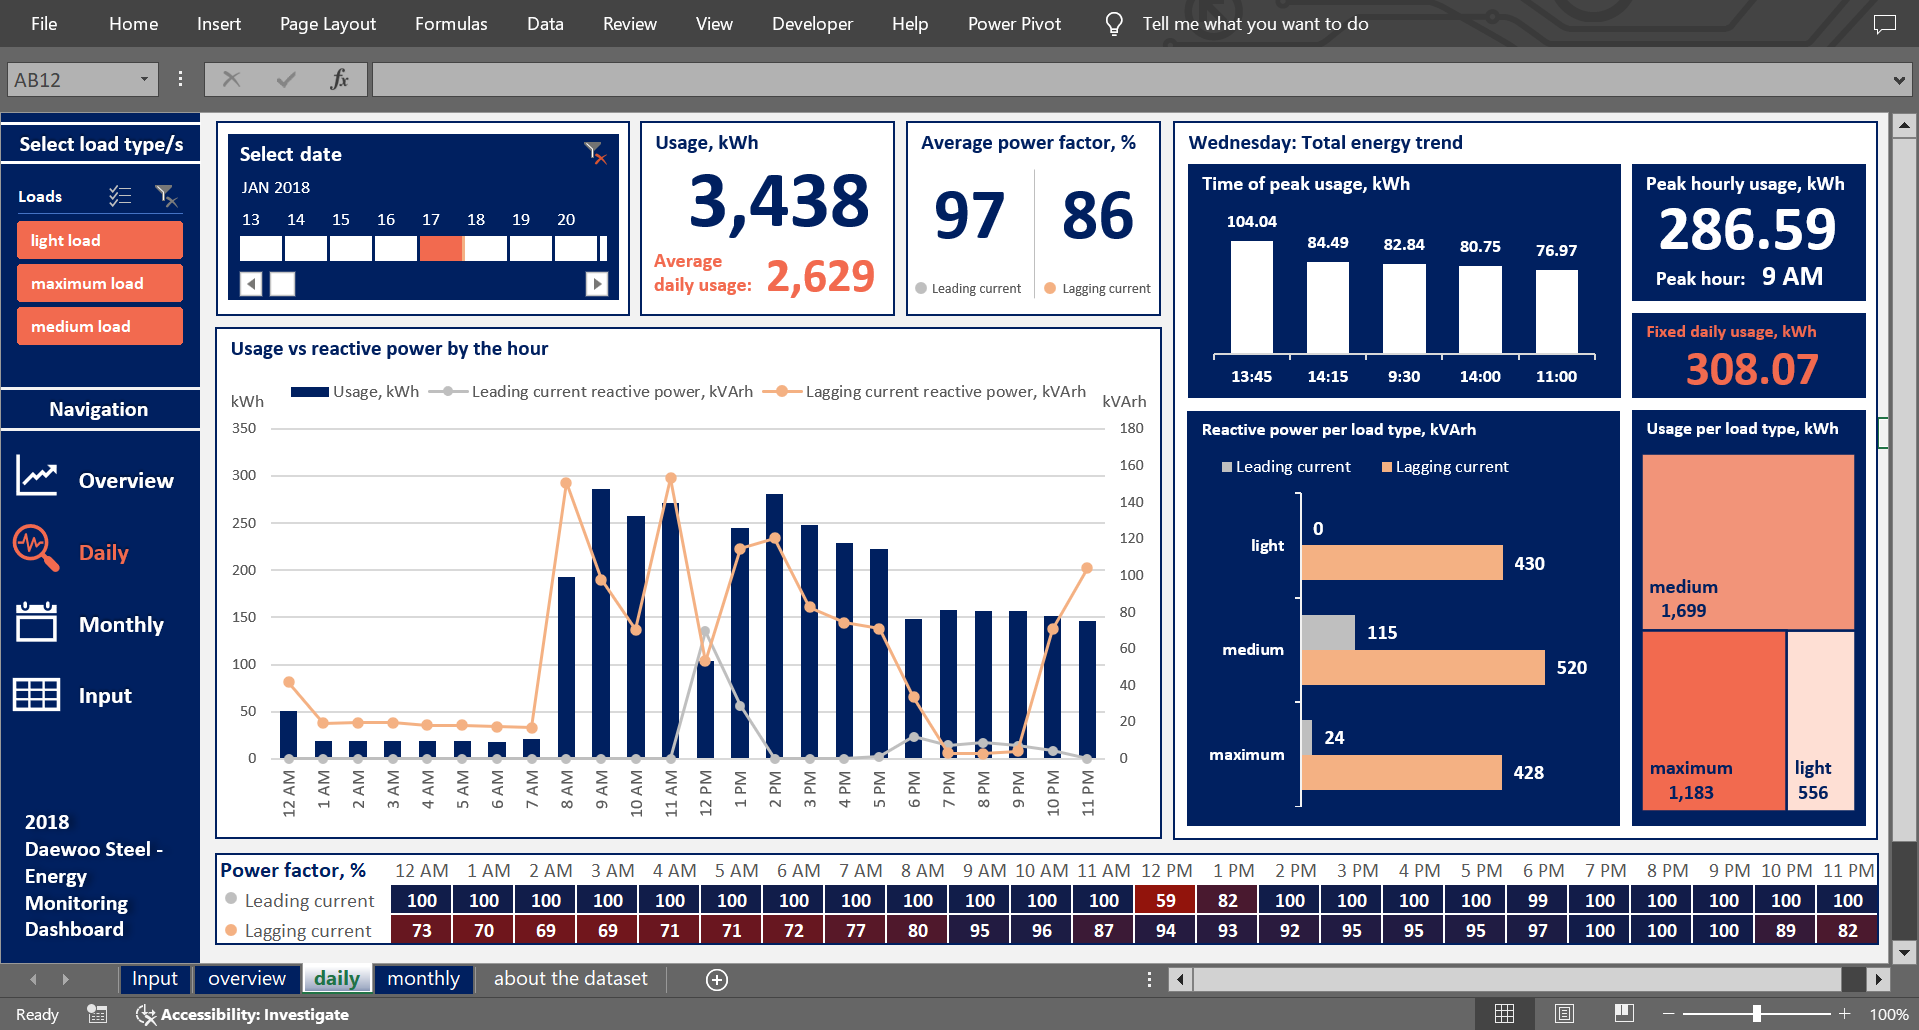 File Home Insert Page Layout Formulas Data Review View Developer Help Power Pivot Tell me what you want to do
AB12 fx
Select load type/s
Loads
light load
maximum load
medium load
Navigation
Overview
Daily
Monthly
Input
2018
Daewoo Steel -
Energy
Monitoring
Dashboard
Select date
JAN 2018
13 14 15 16 17 18 19 20
Usage, kWh
3,438
Average
daily usage: 2,629
Average power factor, %
97 86
Leading current Lagging current
Usage vs reactive power by the hour
Usage, kWh Leading current reactive power, kVArh Lagging current reactive power, kVArh
kWh kVArh
350 180
300 160
250 140
200 120
150 100
100 80
50 60
0 40
20
0
12 AM 1 AM 2 AM 3 AM 4 AM 5 AM 6 AM 7 AM 8 AM 9 AM 10 AM 11 AM 12 PM 1 PM 2 PM 3 PM 4 PM 5 PM 6 PM 7 PM 8 PM 9 PM 10 PM 11 PM
Wednesday: Total energy trend
Time of peak usage, kWh
104.04 84.49 82.84 80.75 76.97
13:45 14:15 9:30 14:00 11:00
Peak hourly usage, kWh
286.59
Peak hour: 9 AM
Fixed daily usage, kWh
308.07
Reactive power per load type, kVArh
Leading current Lagging current
light 0 430
medium 115 520
maximum 24 428
Usage per load type, kWh
medium
1,699
maximum
1,183
light
556
Power factor, % 12 AM 1 AM 2 AM 3 AM 4 AM 5 AM 6 AM 7 AM 8 AM 9 AM 10 AM 11 AM 12 PM 1 PM 2 PM 3 PM 4 PM 5 PM 6 PM 7 PM 8 PM 9 PM 10 PM 11 PM
Leading current 100 100 100 100 100 100 100 100 100 100 100 100 59 82 100 100 100 100 99 100 100 100 100 100
Lagging current 73 70 69 69 71 71 72 77 80 95 96 87 94 93 92 95 95 95 97 100 100 100 89 82
Input overview daily monthly about the dataset
Ready Accessibility: Investigate 100%